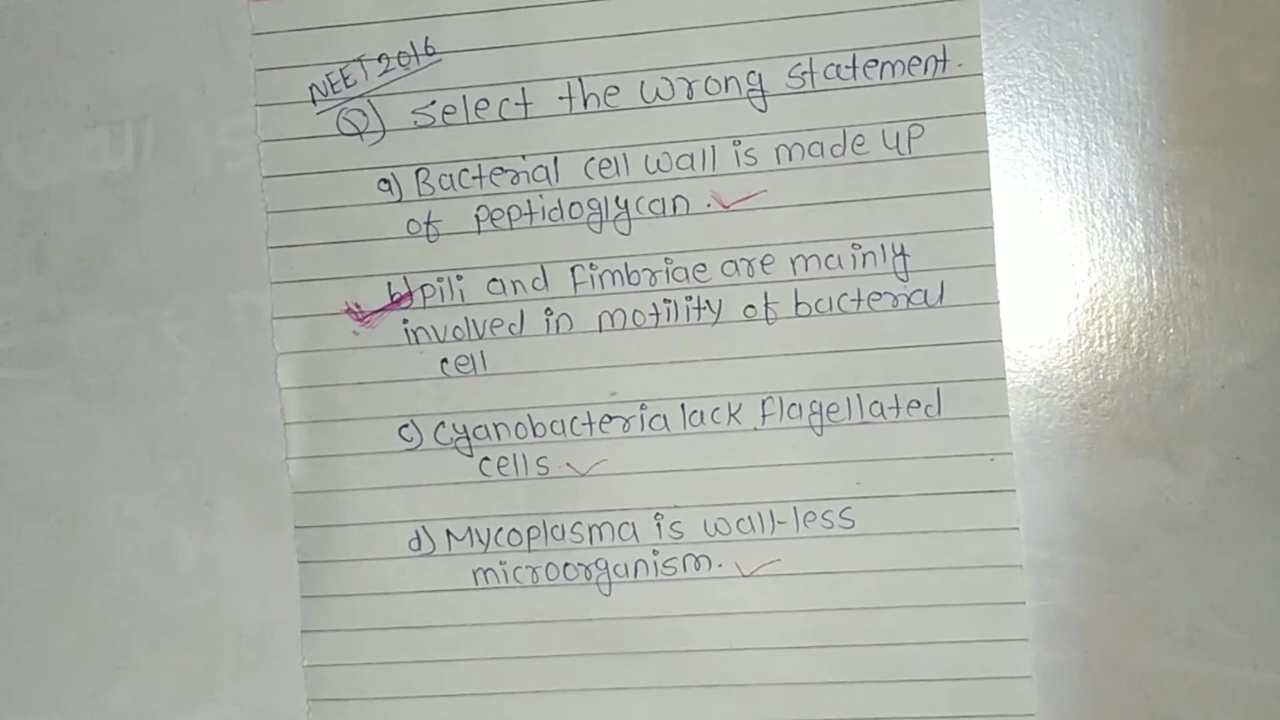 NEET 2016
Q) Select the wrong statement.
a) Bacterial cell wall is made up
of peptidoglycan.
b) pili and fimbriae are mainly
involved in motility of bacterial
cell
c) Cyanobacteria lack flagellated
cells
d) Mycoplasma is wall-less
microorganism.